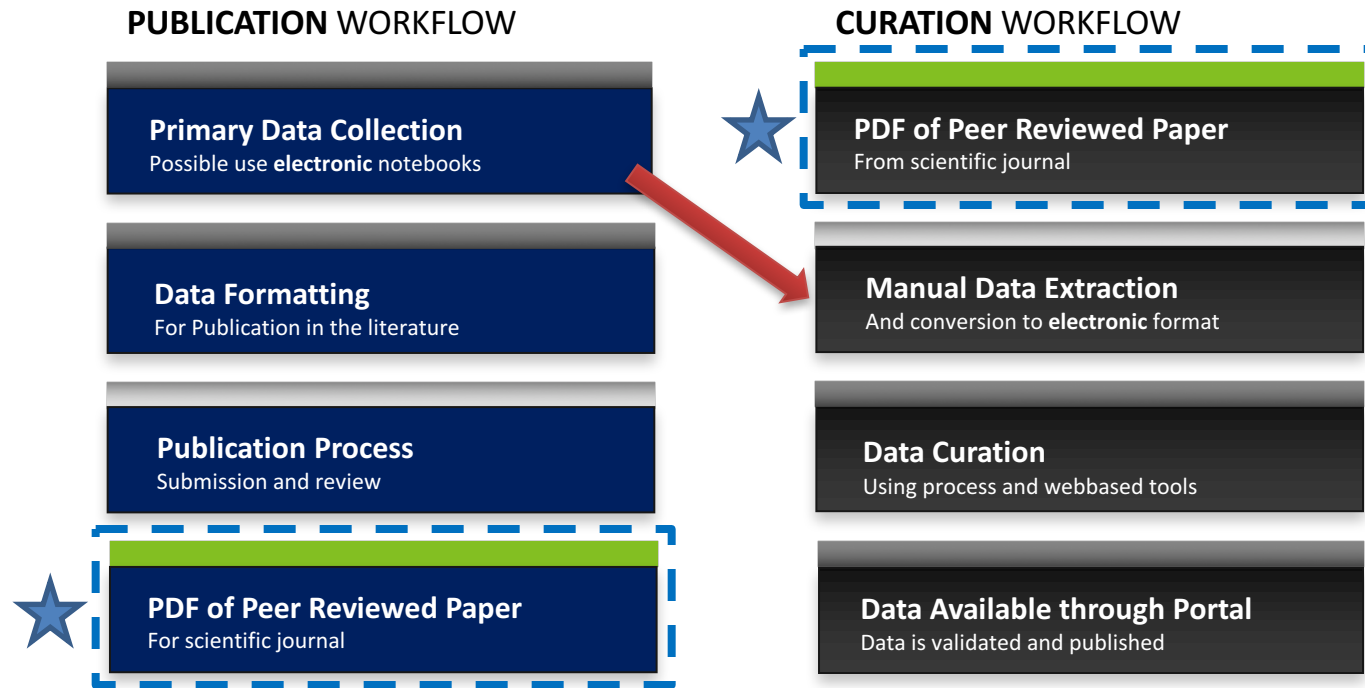 PUBLICATION WORKFLOW
Primary Data Collection
Possible use electronic notebooks
Data Formatting
For Publication in the literature
Publication Process
Submission and review
PDF of Peer Reviewed Paper
For scientific journal
CURATION WORKFLOW
PDF of Peer Reviewed Paper
From scientific journal
Manual Data Extraction
And conversion to electronic format
Data Curation
Using process and webbased tools
Data Available through Portal
Data is validated and published